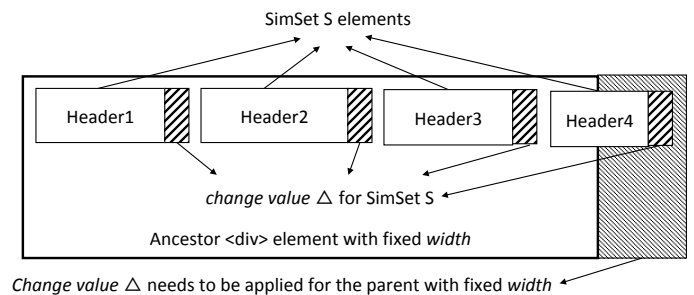 SimSet S elements
Header1
Header2
Header3
Header4
change value △ for SimSet S
Ancestor <div> element with fixed width
Change value △ needs to be applied for the parent with fixed width